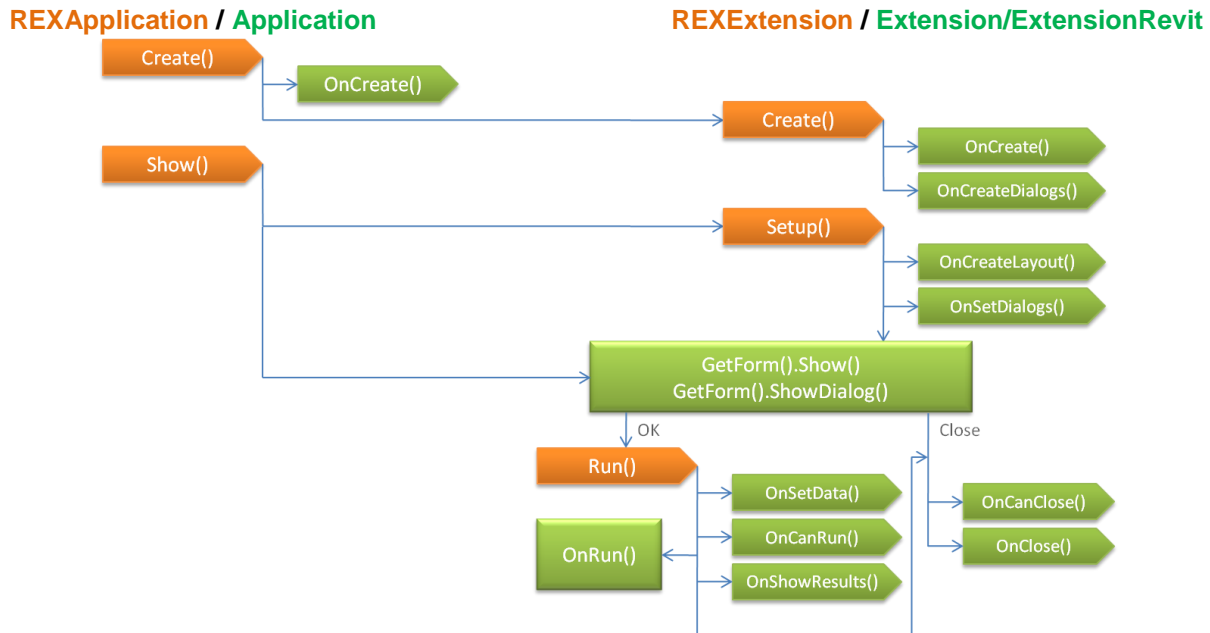 REXApplication / Application
REXExtension / Extension/ExtensionRevit
Create()
OnCreate()
Create()
OnCreate()
Show()
OnCreateDialogs()
Setup()
OnCreateLayout()
OnSetDialogs()
GetForm().Show()
GetForm().ShowDialog()
OK
Close
Run()
OnSetData()
OnCanClose()
OnCanRun()
OnClose()
OnRun()
OnShowResults()